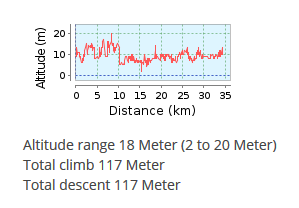 Altitude (m)
20
10
0
0 5 10 15 20 25 30 35
Distance (km)
Altitude range 18 Meter (2 to 20 Meter)
Total climb 117 Meter
Total descent 117 Meter